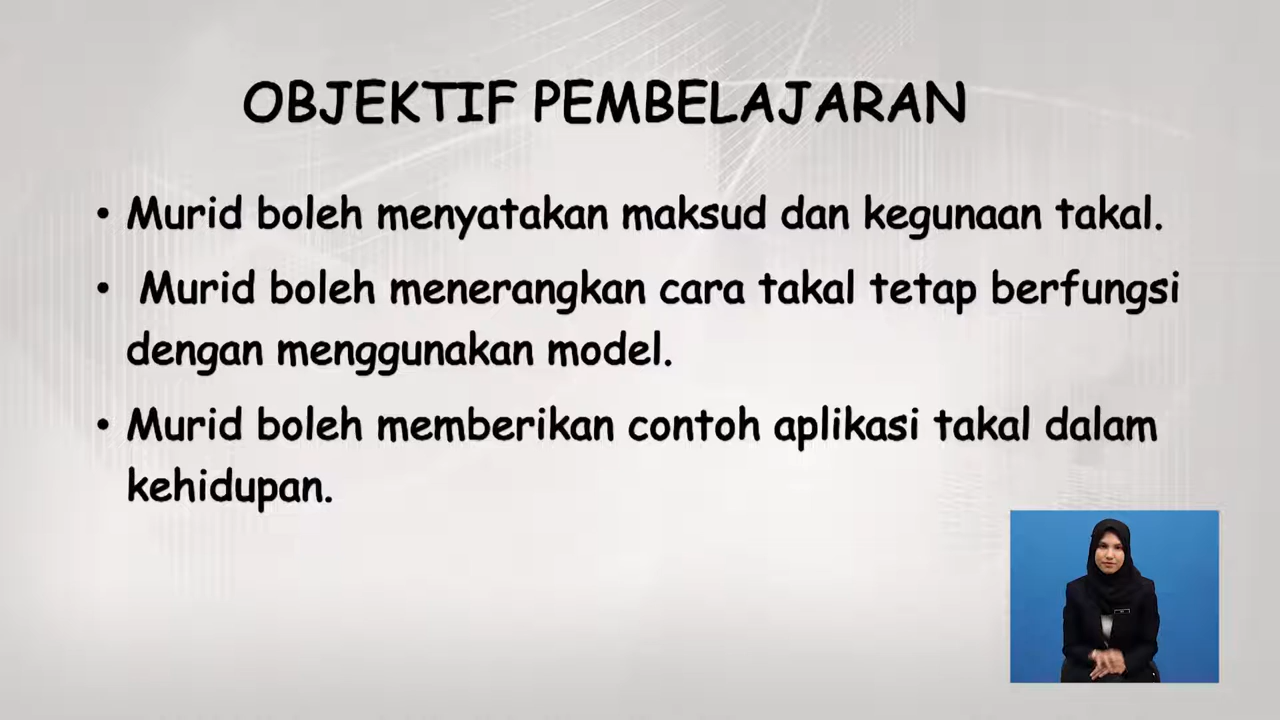 OBJEKTIF PEMBELAJARAN
• Murid boleh menyatakan maksud dan kegunaan takal.
• Murid boleh menerangkan cara takal tetap berfungsi
dengan menggunakan model.
• Murid boleh memberikan contoh aplikasi takal dalam
kehidupan.